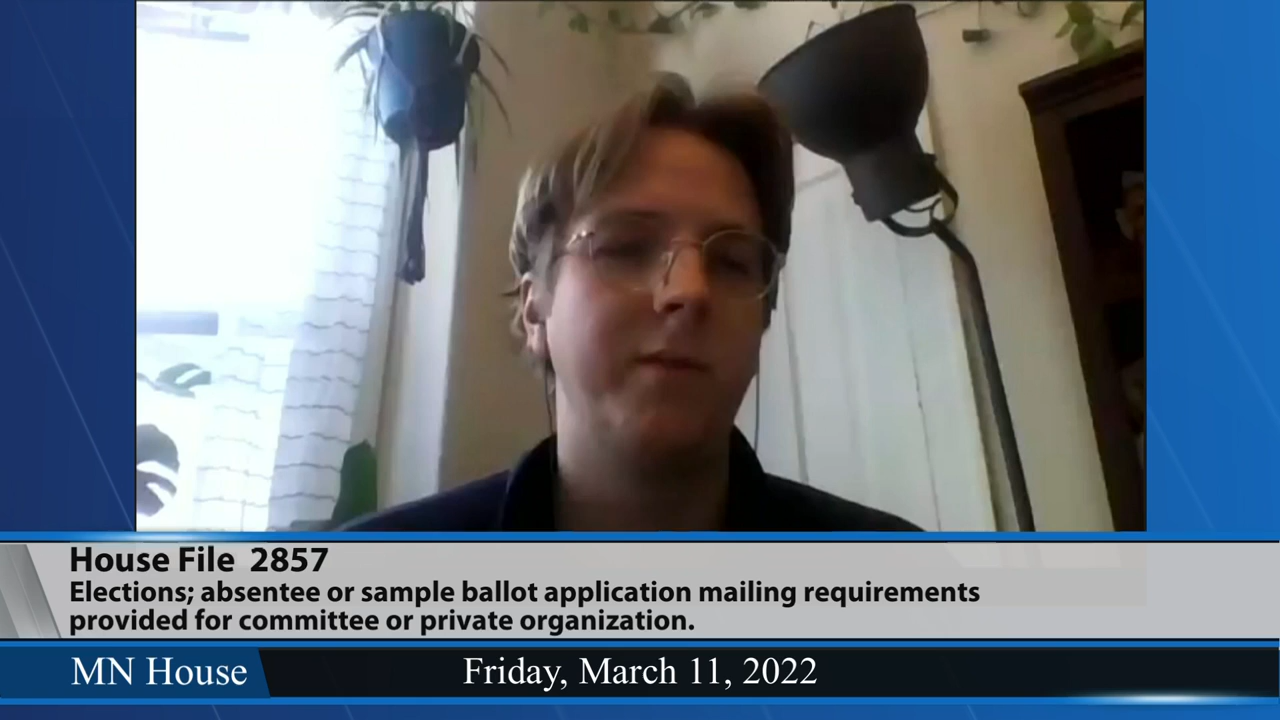 House File 2857
Elections; absentee or sample ballot application mailing requirements
provided for committee or private organization.
MN House
Friday, March 11, 2022